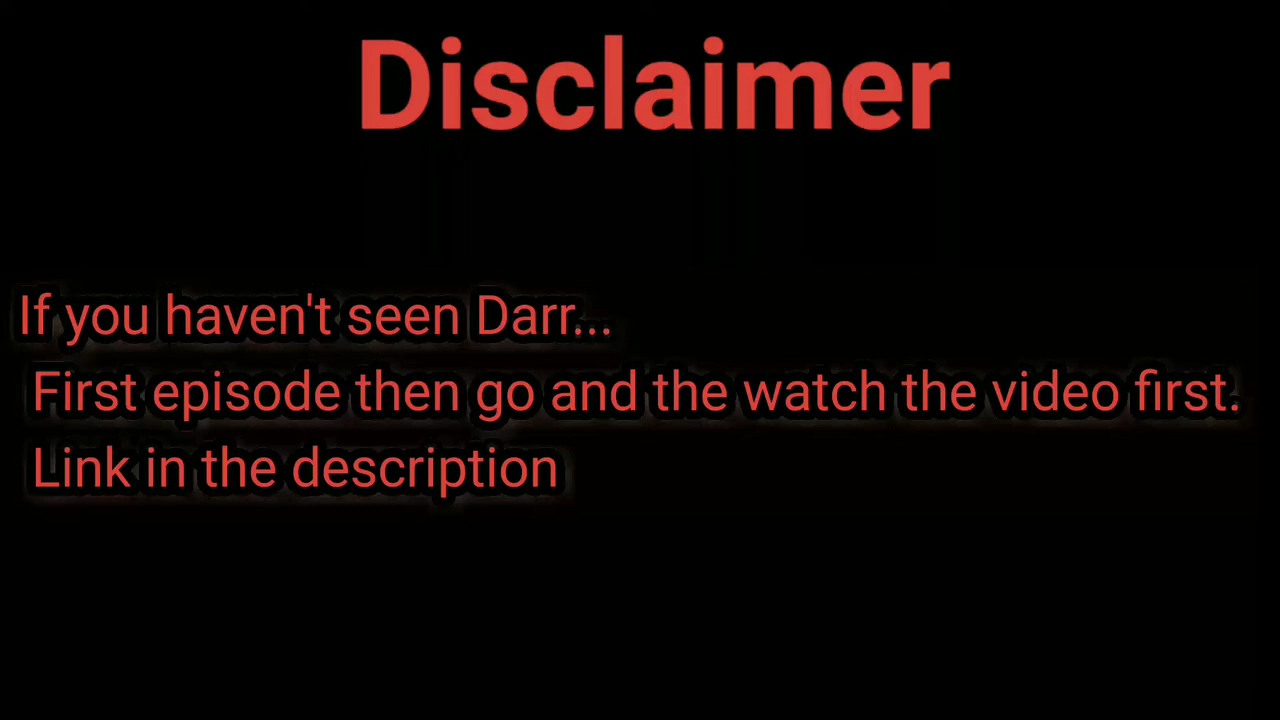 Disclaimer
If you haven't seen Darr...
First episode then go and the watch the video first.
Link in the description